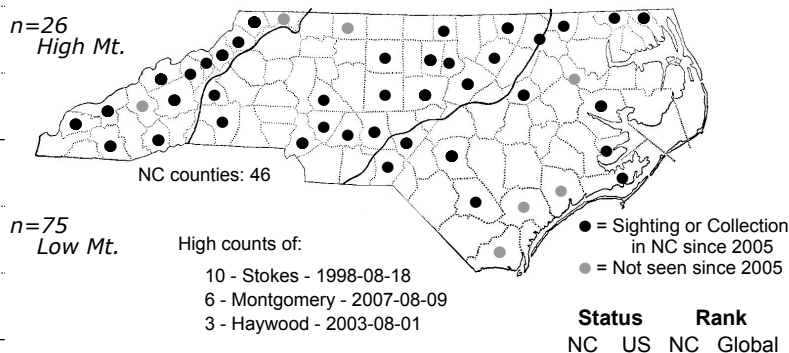 n=26
High Mt.
NC counties: 46
n=75
Low Mt.
High counts of:
10 - Stokes - 1998-08-18
6 - Montgomery - 2007-08-09
3 - Haywood - 2003-08-01
= Sighting or Collection
in NC since 2005
= Not seen since 2005
Status Rank
NC US NC Global